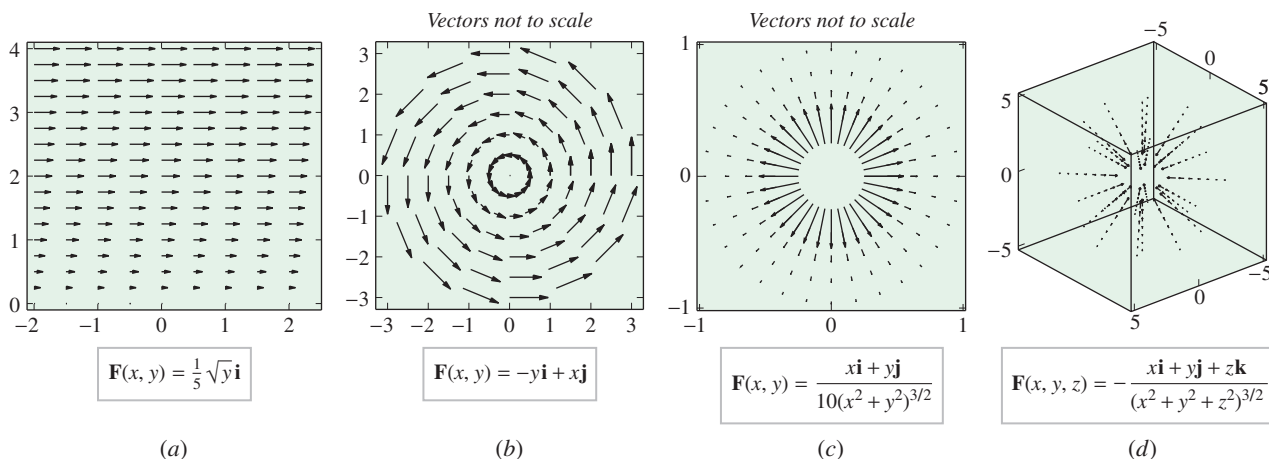 Vectors not to scale
Vectors not to scale
4
3
2
1
0
−2 −1 0 1 2
3
2
1
0
−1
−2
−3
−3 −2 −1 0 1 2 3
1
0
−1
−1 0 1
−5
0
5
5
0
−5
5
0
−5
5
F(x, y) = 1/5 √y i
F(x, y) = −yi + xj
F(x, y) = (xi + yj) / (10(x² + y²)^{3/2})
F(x, y, z) = − (xi + yj + zk) / ((x² + y² + z²)^{3/2})
(a)
(b)
(c)
(d)